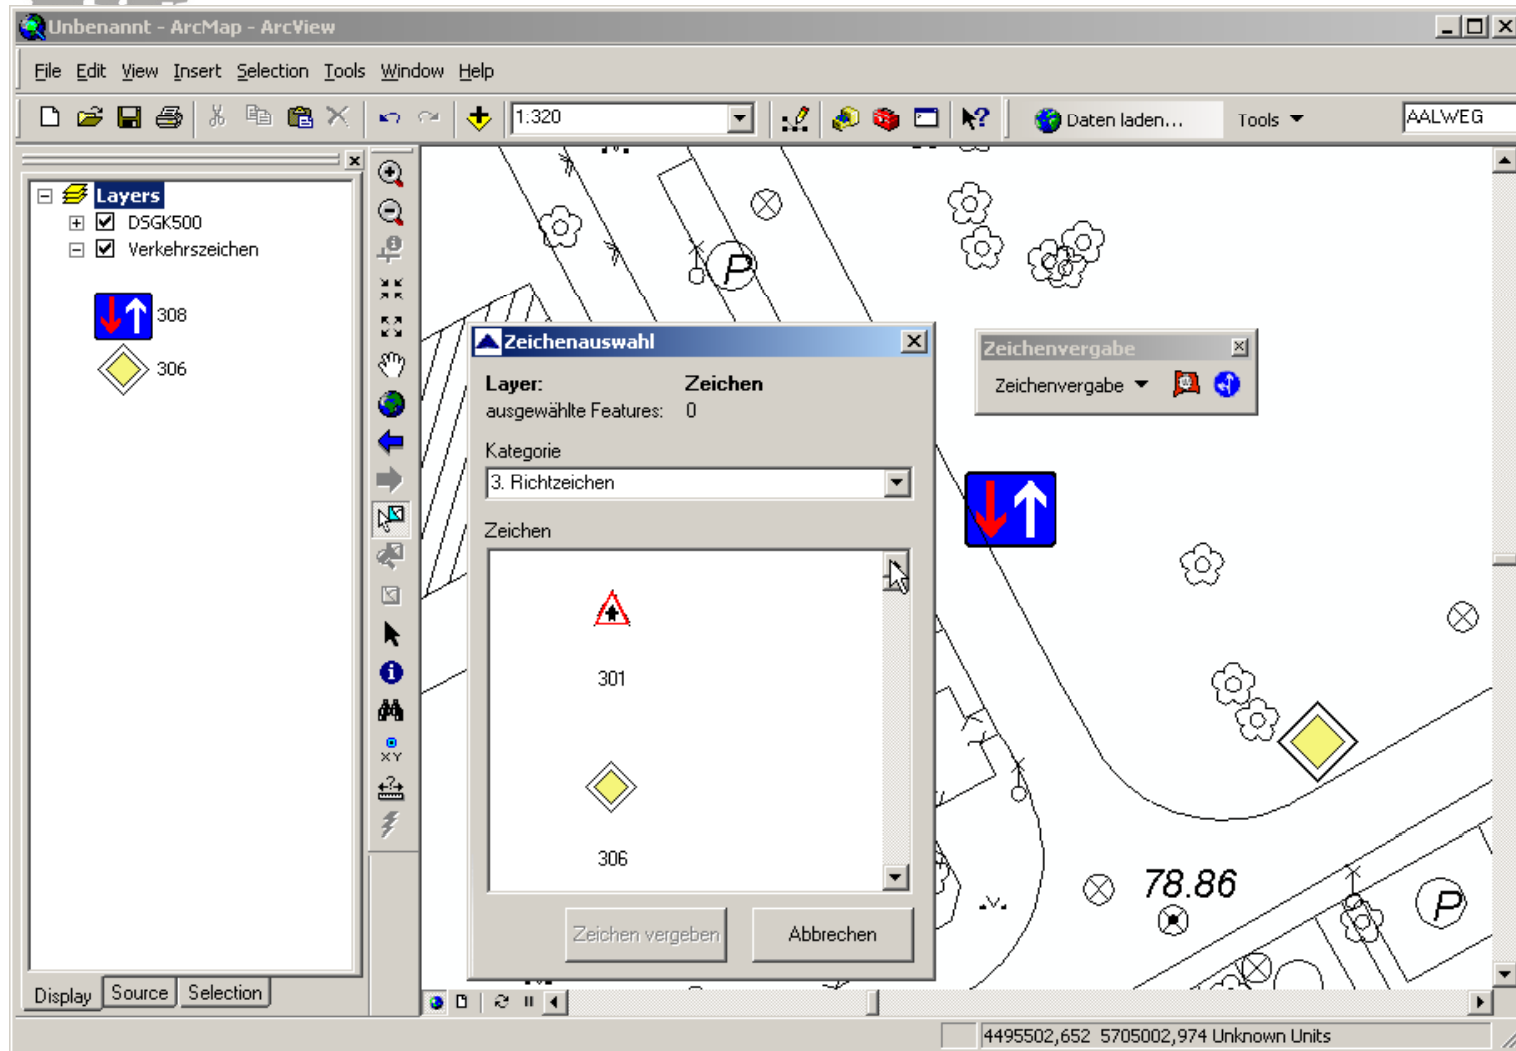 Unbenannt - ArcMap - ArcView
File Edit View Insert Selection Tools Window Help
1:320
Daten laden...
Tools
AALWEG
Layers
DSGK500
Verkehrszeichen
308
306
P
Zeichenauswahl
Layer: Zeichen
ausgewählte Features: 0
Kategorie
3. Richtzeichen
Zeichen
301
306
Zeichen vergeben
Abbrechen
Zeichenvergabe
Zeichenvergabe
78.86
P
XY
Display Source Selection
4495502,652 5705002,974 Unknown Units